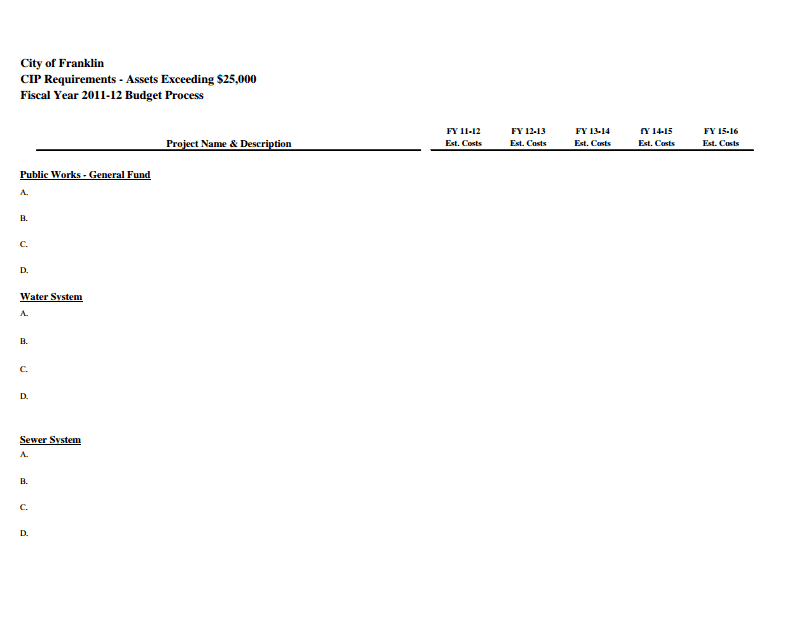 City of Franklin
CIP Requirements - Assets Exceeding $25,000
Fiscal Year 2011-12 Budget Process
FY 11-12 FY 12-13 FY 13-14 fY 14-15 FY 15-16
Project Name & Description Est. Costs Est. Costs Est. Costs Est. Costs Est. Costs
Public Works - General Fund
A.
B.
C.
D.
Water System
A.
B.
C.
D.
Sewer System
A.
B.
C.
D.